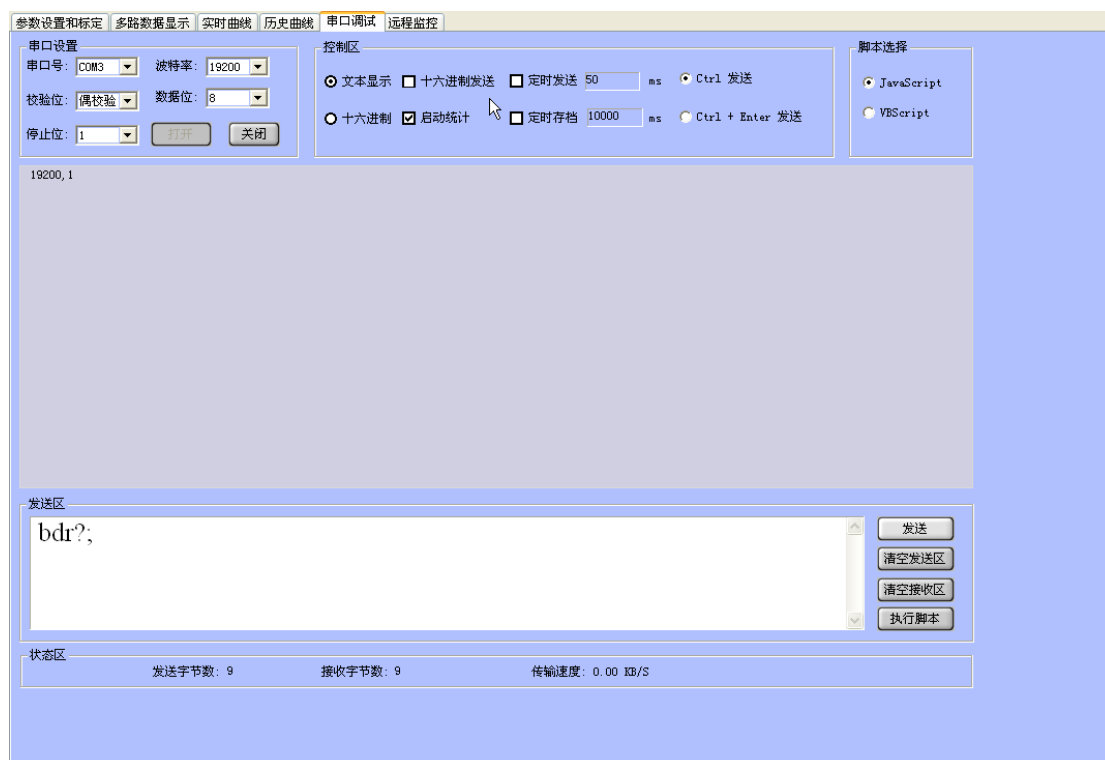 参数设置和标定 多路数据显示 实时曲线 历史曲线 串口调试 远程监控
串口设置
串口号: COM3 波特率: 19200
校验位: 偶校验 数据位: 8
停止位: 1 打开 关闭
控制区
文本显示 十六进制发送 定时发送 50 ms Ctrl 发送
十六进制 启动统计 定时存档 10000 ms Ctrl + Enter 发送
脚本选择
JavaScript
VBScript
19200,1
发送区
bdr?;
发送
清空发送区
清空接收区
执行脚本
状态区
发送字节数: 9 接收字节数: 9 传输速度: 0.00 KB/S